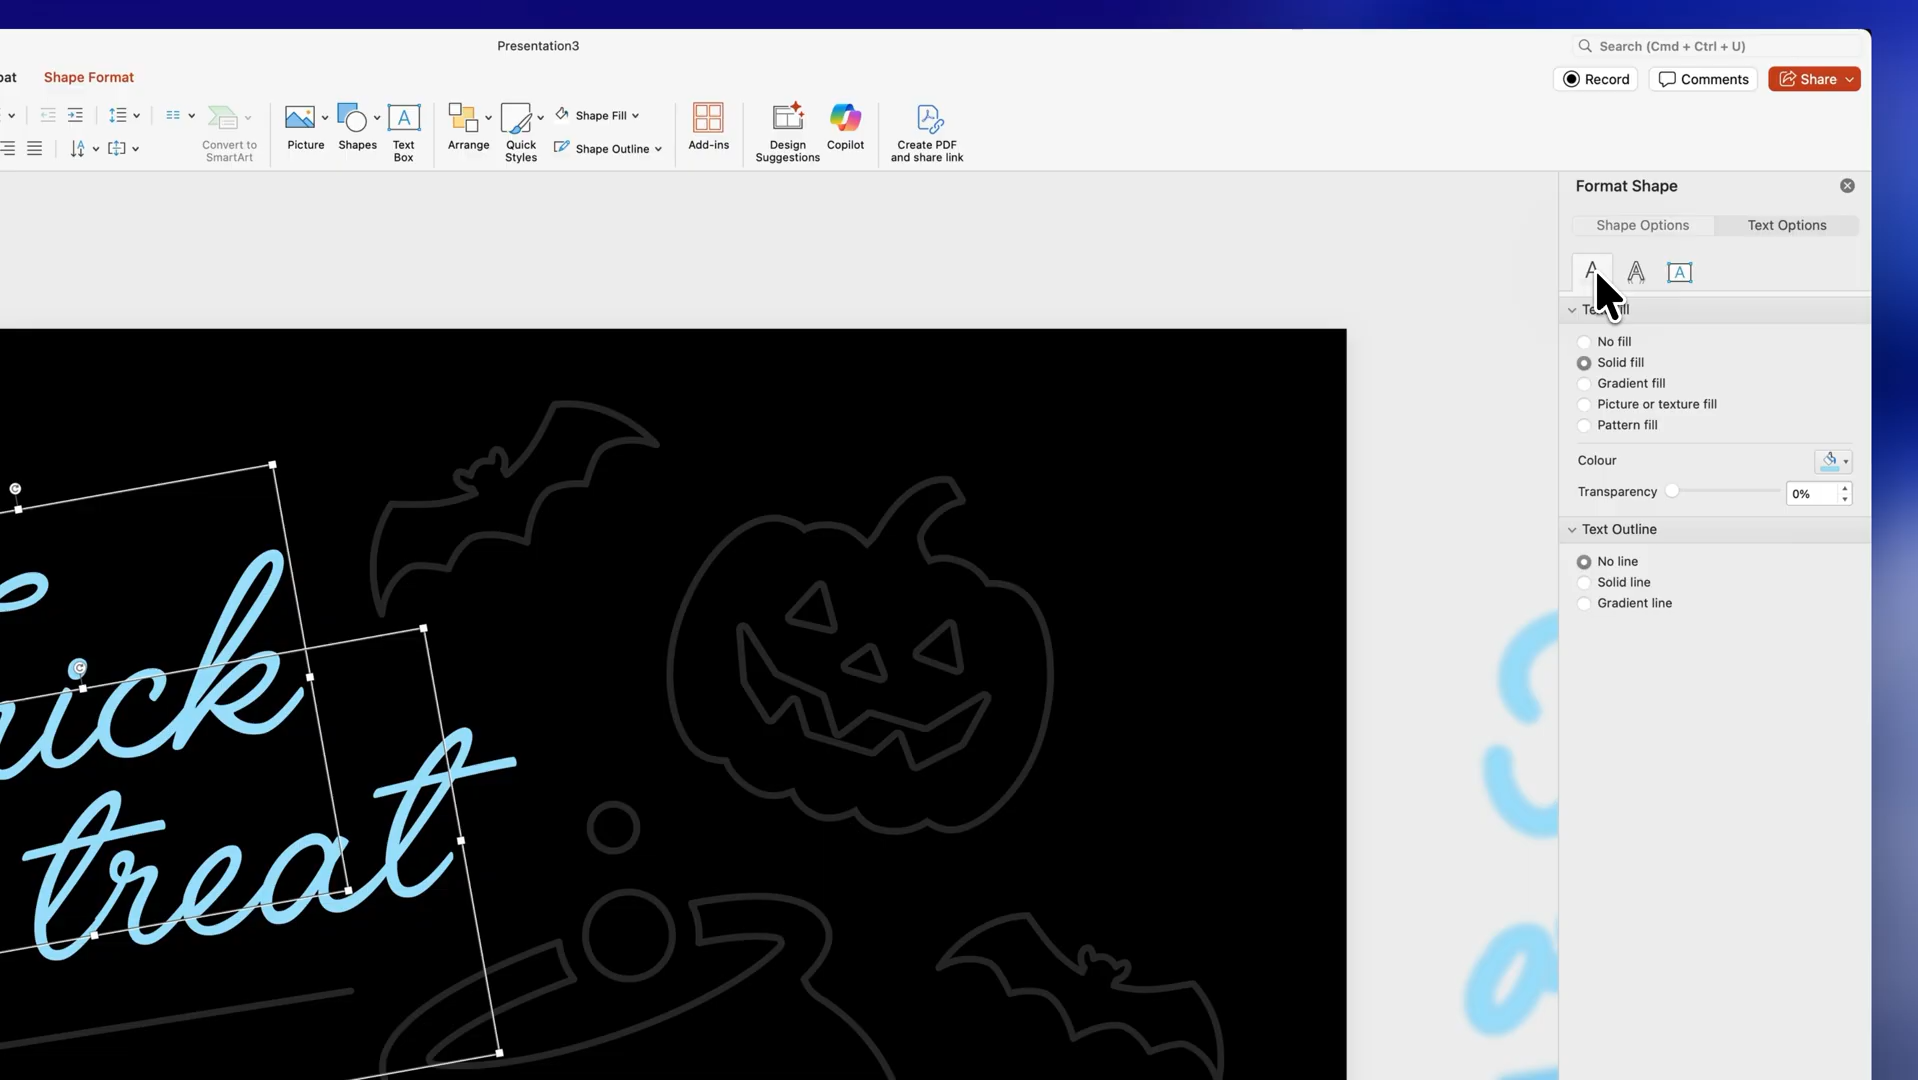 Presentation3
Search (Cmd + Ctrl + U)
Shape Format
Record
Comments
Share
Convert to
SmartArt
Picture
Shapes
Text
Box
Arrange
Quick
Styles
Shape Fill
Shape Outline
Add-ins
Design
Suggestions
Copilot
Create PDF
and share link
Format Shape
Shape Options
Text Options
No fill
Solid fill
Gradient fill
Picture or texture fill
Pattern fill
Colour
Transparency
0%
Text Outline
No line
Solid line
Gradient line
ick
treat